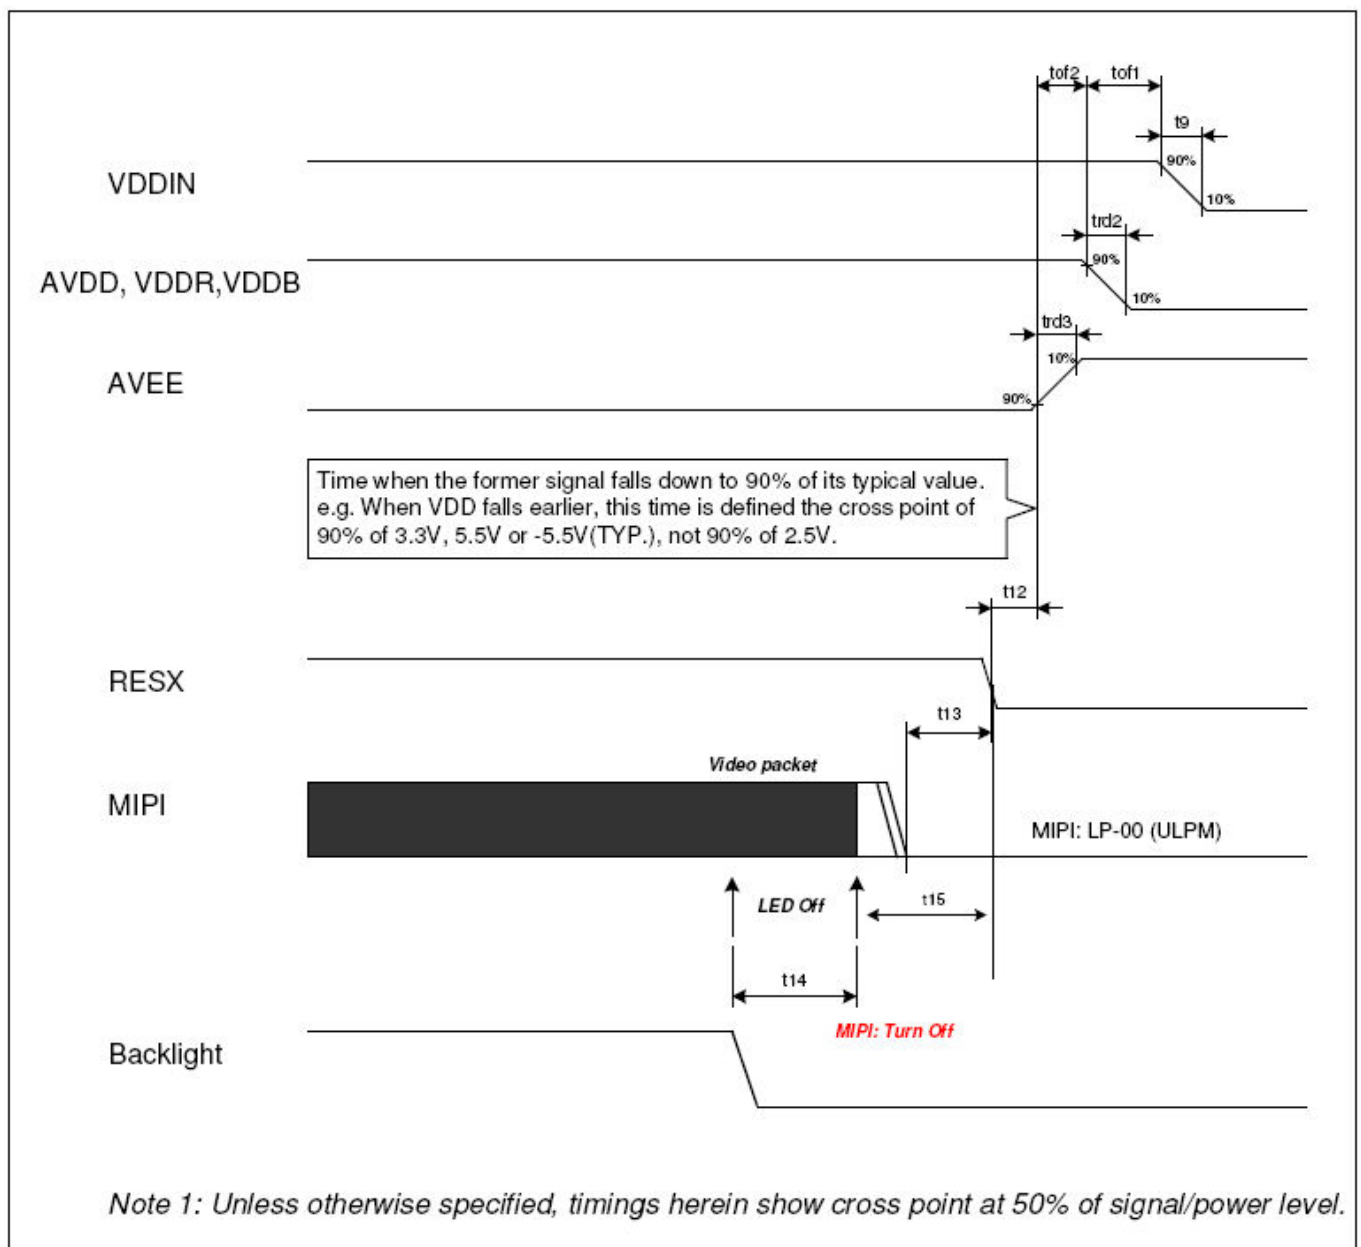 tof2 tof1
t9
VDDIN
90%
10%
trd2
AVDD, VDDR,VDDB
90%
10%
trd3
AVEE
10%
90%
Time when the former signal falls down to 90% of its typical value.
e.g. When VDD falls earlier, this time is defined the cross point of
90% of 3.3V, 5.5V or -5.5V(TYP.), not 90% of 2.5V.
t12
RESX
t13
Video packet
MIPI
MIPI: LP-00 (ULPM)
LED Off
t15
t14
MIPI: Turn Off
Backlight
Note 1: Unless otherwise specified, timings herein show cross point at 50% of signal/power level.